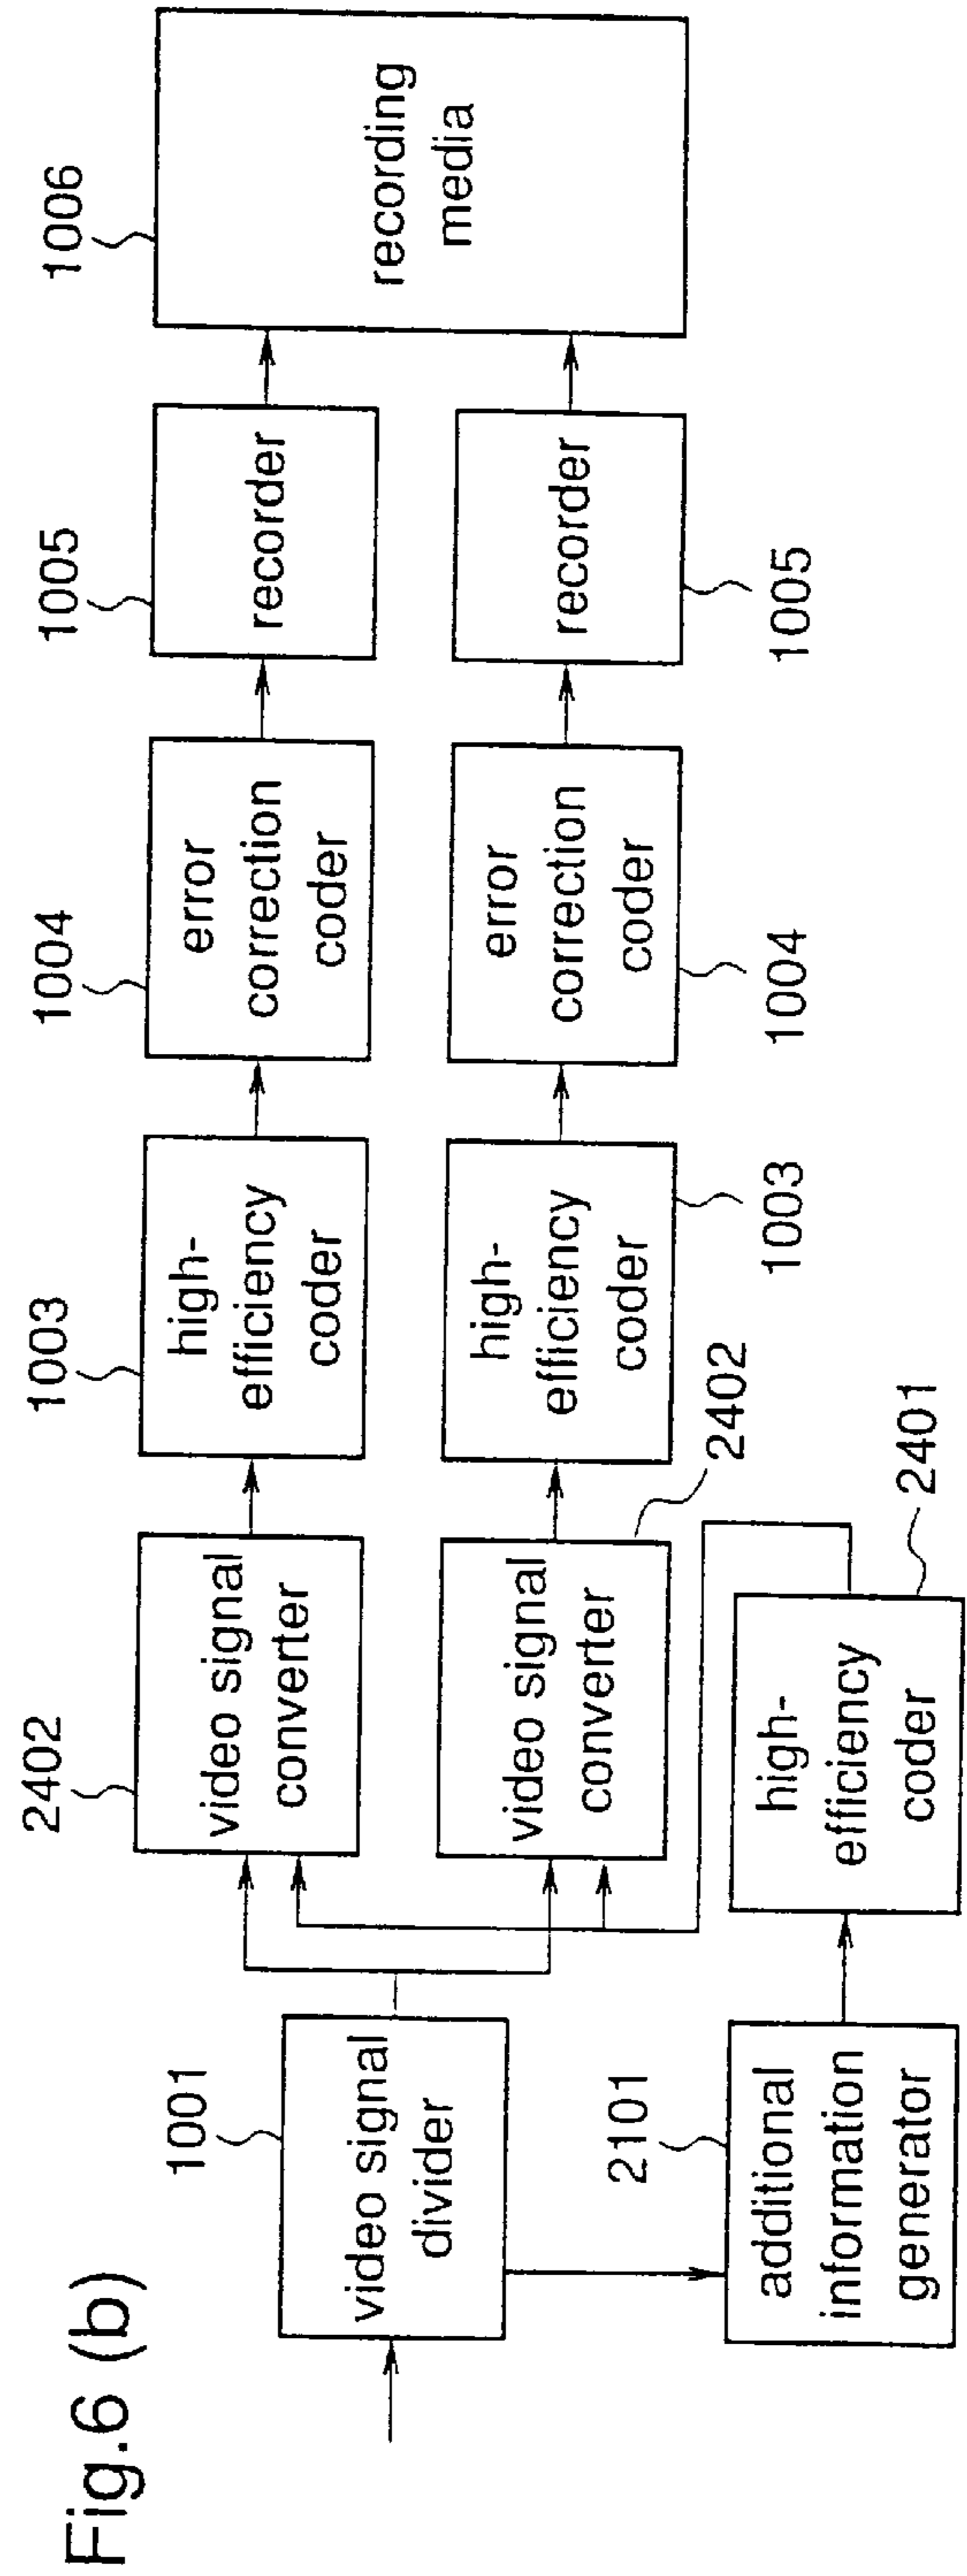 Fig.6 (b)
1001
video signal
divider
2101
additional
information
generator
2402
video signal
converter
video signal
converter
2402
high-
efficiency
coder
2401
1003
high-
efficiency
coder
high-
efficiency
coder
1003
1004
error
correction
coder
error
correction
coder
1004
1005
recorder
recorder
1005
1006
recording
media